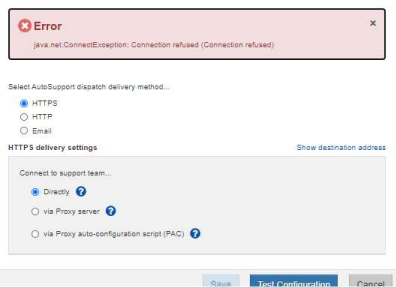 Error
×
java.net.ConnectException: Connection refused (Connection refused)
Select AutoSupport dispatch delivery method...
HTTPS
HTTP
Email
HTTPS delivery settings
Show destination address
Connect to support team...
Directly ?
via Proxy server ?
via Proxy auto-configuration script (PAC) ?
Save
Test Configuration
Cancel